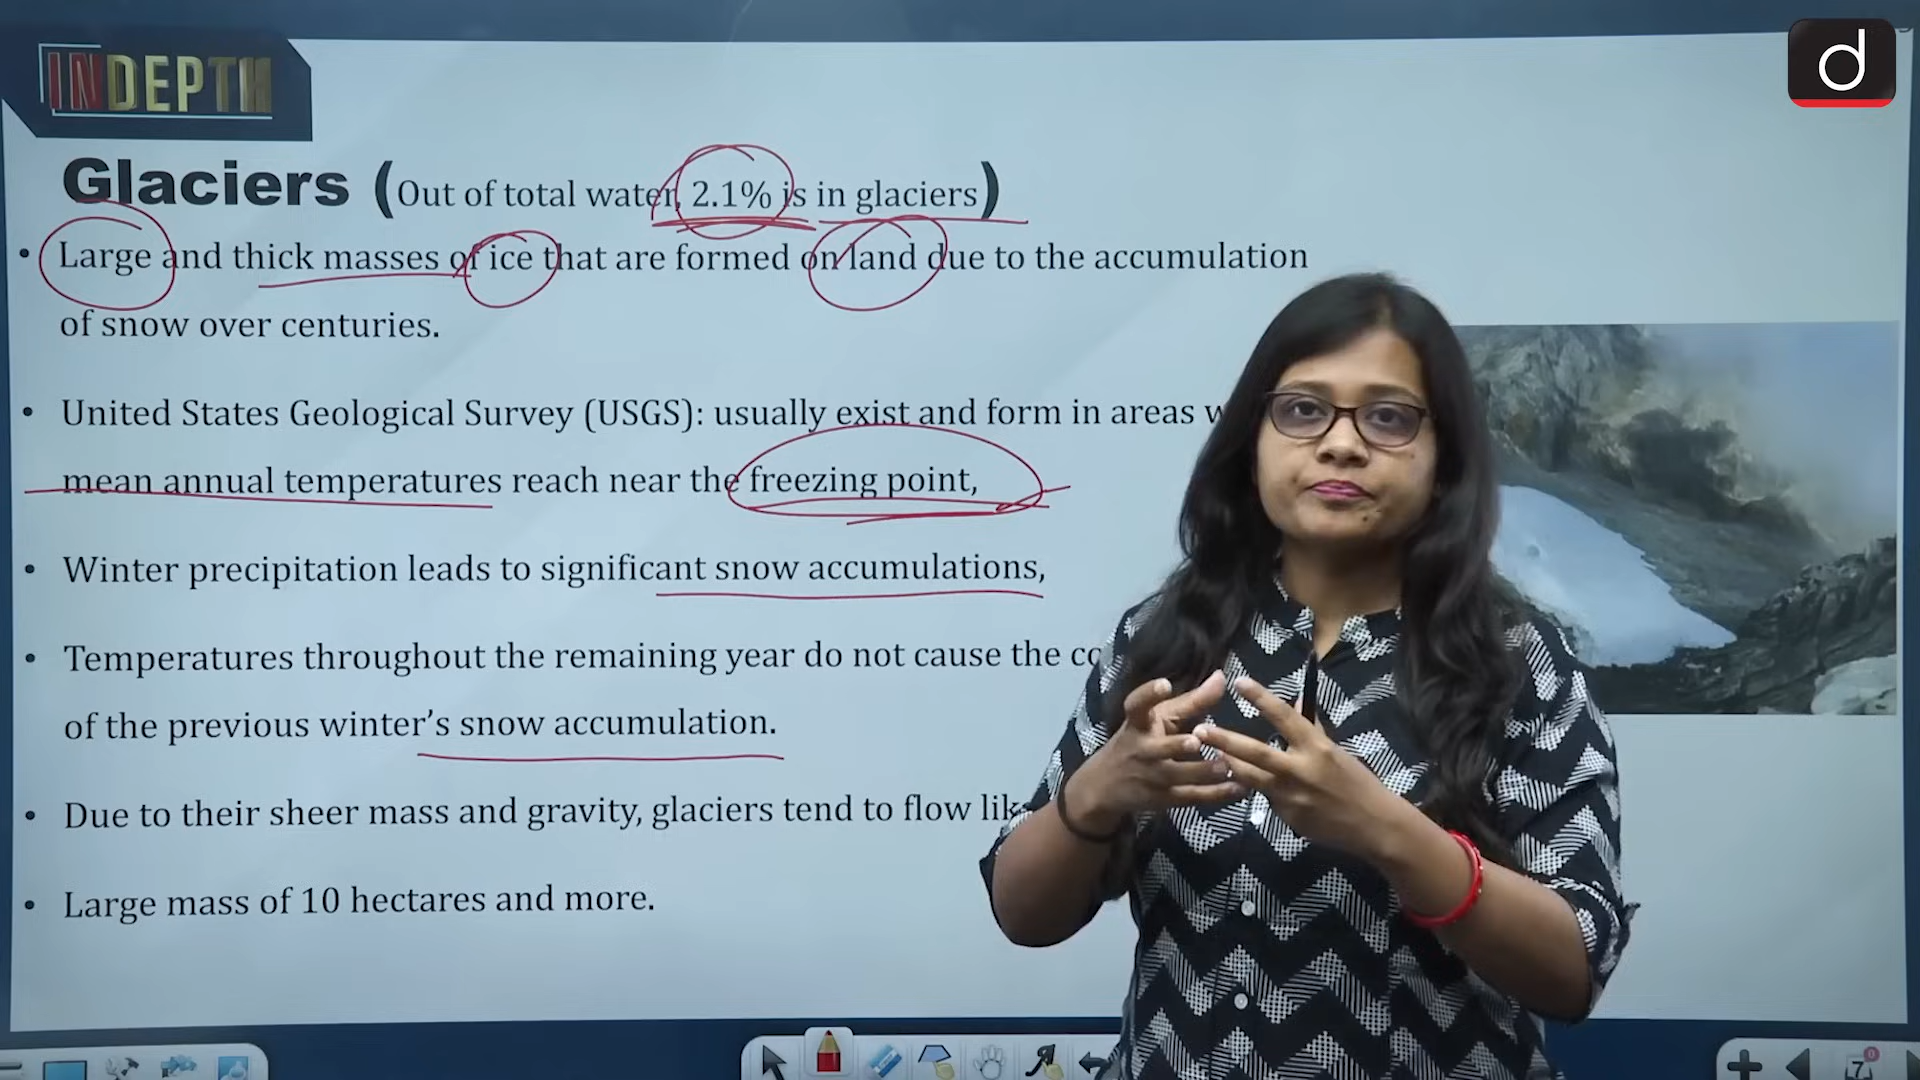 INDEPTH
d
Glaciers (Out of total water, 2.1% is in glaciers)
• Large and thick masses of ice that are formed on land due to the accumulation
of snow over centuries.
• United States Geological Survey (USGS): usually exist and form in areas
mean annual temperatures reach near the freezing point,
• Winter precipitation leads to significant snow accumulations,
• Temperatures throughout the remaining year do not cause the
of the previous winter’s snow accumulation.
• Due to their sheer mass and gravity, glaciers tend to flow
• Large mass of 10 hectares and more.
7 0